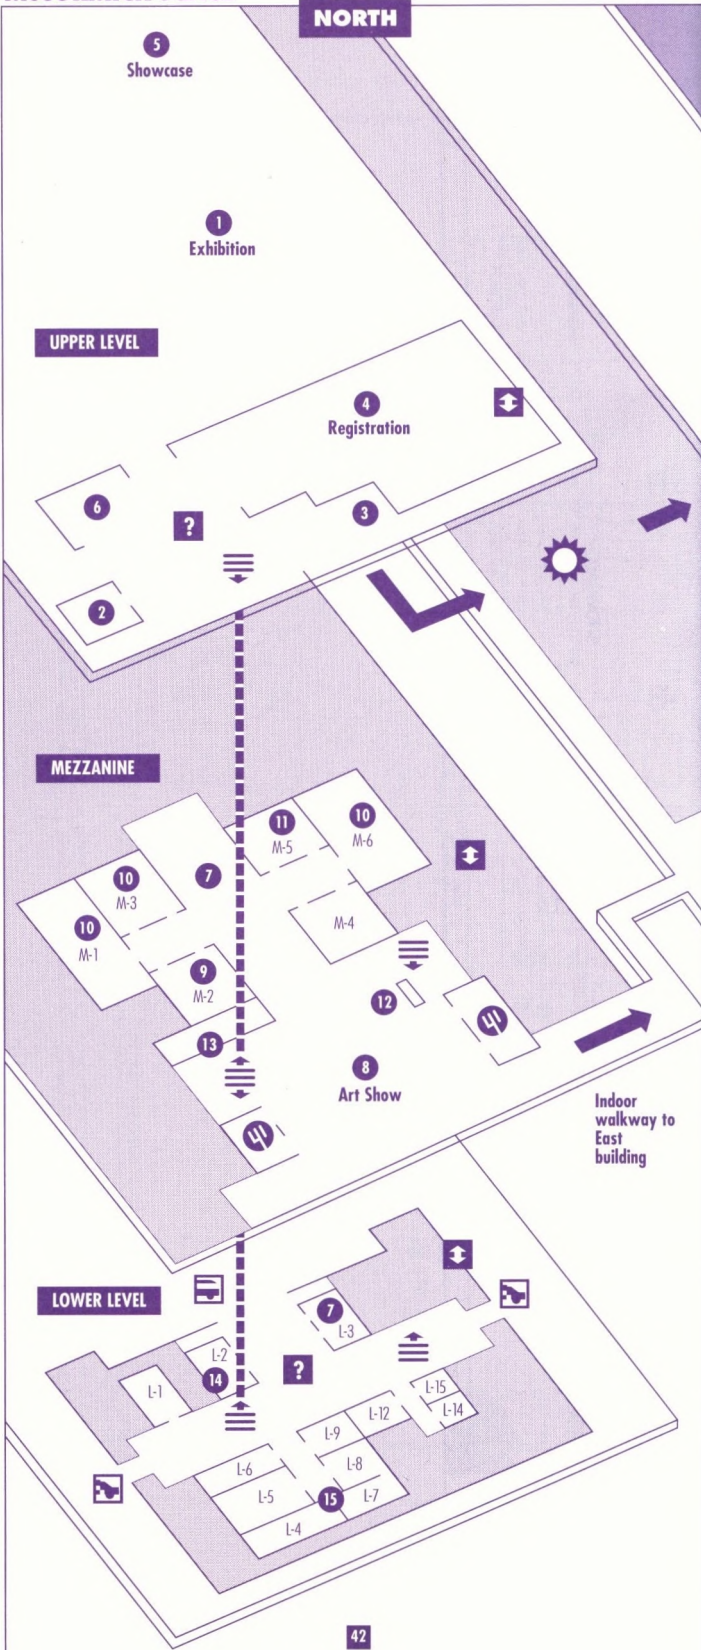 NORTH
5
Showcase
1
Exhibition
UPPER LEVEL
4
Registration
6
?
3
2
MEZZANINE
11
M-5
10
M-6
10
M-3
7
10
M-1
M-4
9
M-2
12
13
8
Art Show
Indoor
walkway to
East
building
LOWER LEVEL
7
L-3
L-2
14
?
L-1
L-15
L-14
L-12
L-9
L-8
L-6
L-5
15
L-7
L-4
42